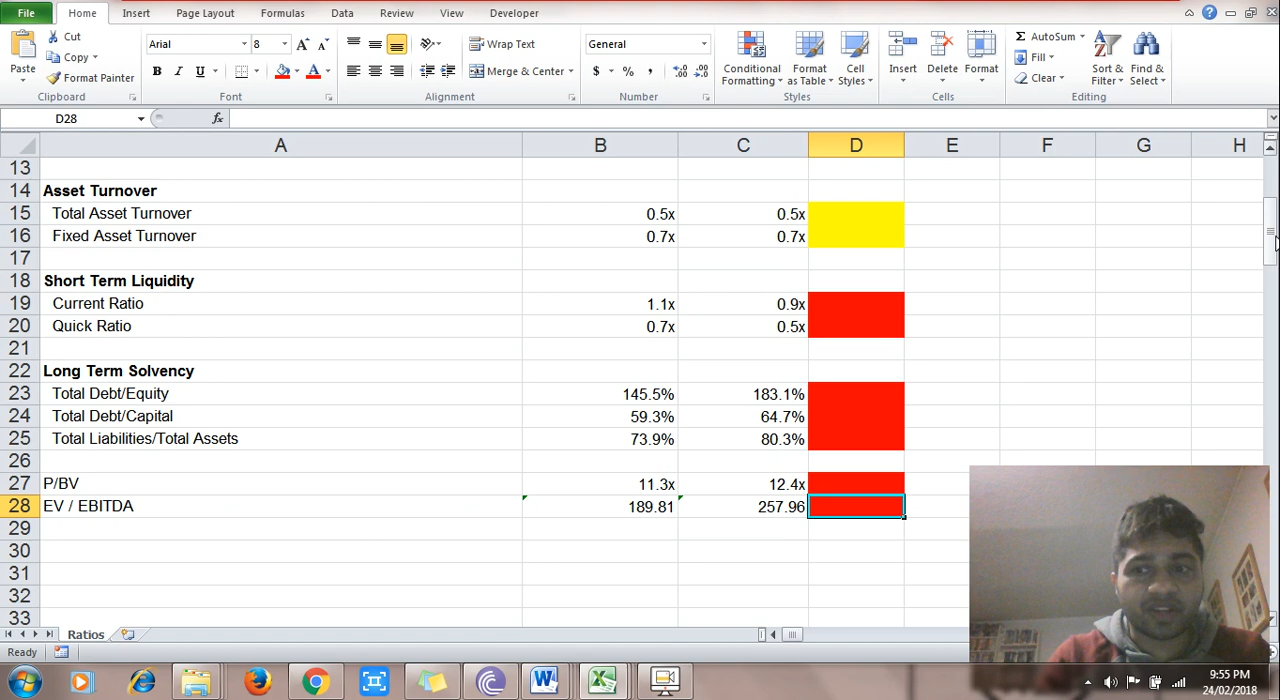 File Home Insert Page Layout Formulas Data Review View Developer
Cut
Copy
Format Painter
Paste
Clipboard
Arial 8
B I U
Font
Wrap Text
Merge & Center
Alignment
General
$ % ,
Number
Conditional Formatting
Format as Table
Cell Styles
Styles
Insert Delete Format
Cells
AutoSum
Fill
Clear
Sort & Filter
Find & Select
Editing
D28 fx
A B C D E F G H
13
14 Asset Turnover
15 Total Asset Turnover 0.5x 0.5x
16 Fixed Asset Turnover 0.7x 0.7x
17
18 Short Term Liquidity
19 Current Ratio 1.1x 0.9x
20 Quick Ratio 0.7x 0.5x
21
22 Long Term Solvency
23 Total Debt/Equity 145.5% 183.1%
24 Total Debt/Capital 59.3% 64.7%
25 Total Liabilities/Total Assets 73.9% 80.3%
26
27 P/BV 11.3x 12.4x
28 EV / EBITDA 189.81 257.96
29
30
31
32
33
Ratios
Ready
9:55 PM
24/02/2018